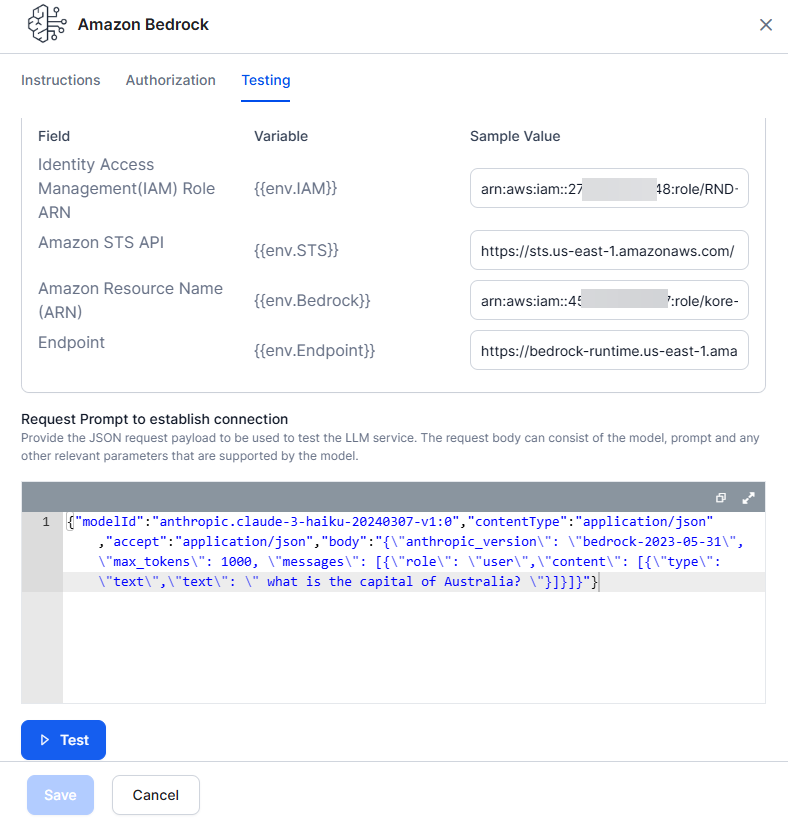 Amazon Bedrock
Instructions Authorization Testing
Field Variable Sample Value
Identity Access
Management(IAM) Role
ARN
{{env.IAM}}
arn:aws:iam::27 48:role/RND-
Amazon STS API
{{env.STS}}
https://sts.us-east-1.amazonaws.com/
Amazon Resource Name
(ARN)
{{env.Bedrock}}
arn:aws:iam::45 7:role/kore-
Endpoint
{{env.Endpoint}}
https://bedrock-runtime.us-east-1.ama
Request Prompt to establish connection
Provide the JSON request payload to be used to test the LLM service. The request body can consist of the model, prompt and any
other relevant parameters that are supported by the model.
1 {"modelId":"anthropic.claude-3-haiku-20240307-v1:0","contentType":"application/json"
,"accept":"application/json","body":"{\"anthropic_version\": \"bedrock-2023-05-31\",
\"max_tokens\": 1000, \"messages\": [{\"role\": \"user\",\"content\": [{\"type\":
\"text\",\"text\": \" what is the capital of Australia? \"}]}]}"}
Test
Save Cancel